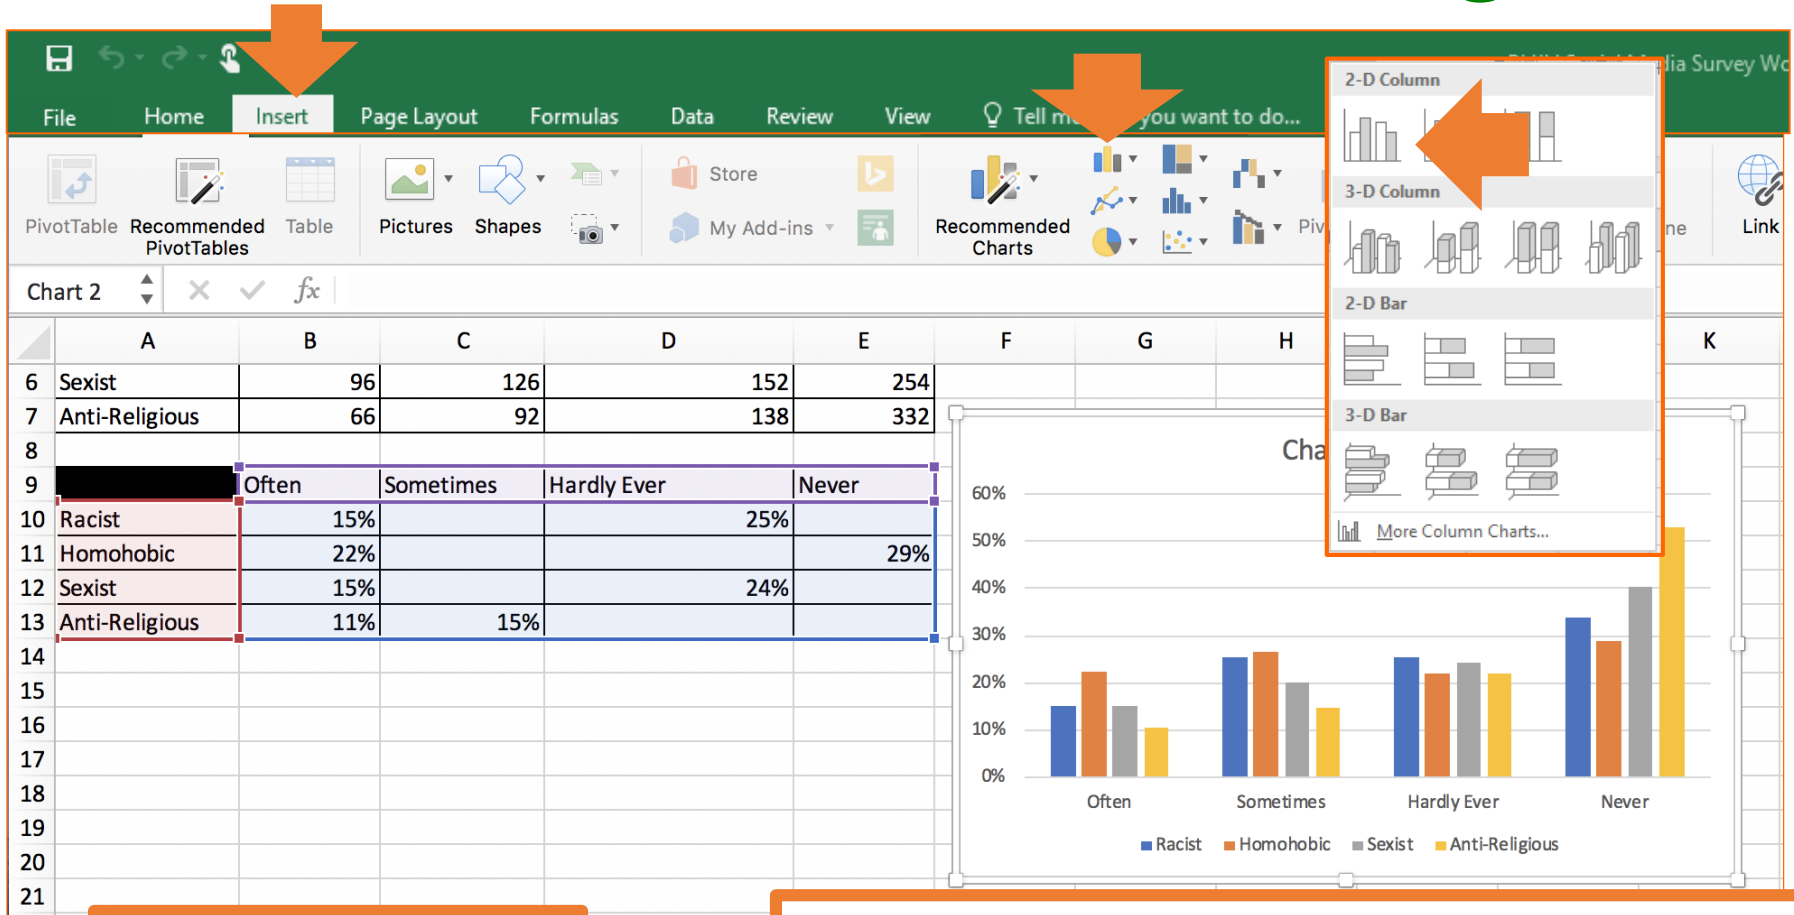 dia Survey Wo
File Home Insert Page Layout Formulas Data Review View Tell m you want to do...
2-D Column
3-D Column
2-D Bar
3-D Bar
More Column Charts...
PivotTable Recommended PivotTables Table Pictures Shapes Store My Add-ins Recommended Charts Link
Chart 2 fx
A B C D E F G H K
6 Sexist 96 126 152 254
7 Anti-Religious 66 92 138 332
8
9 Often Sometimes Hardly Ever Never
10 Racist 15% 25%
11 Homohobic 22% 29%
12 Sexist 15% 24%
13 Anti-Religious 11% 15%
14
15
16
17
18
19
20
21
Cha
60%
50%
40%
30%
20%
10%
0%
Often Sometimes Hardly Ever Never
Racist Homohobic Sexist Anti-Religious